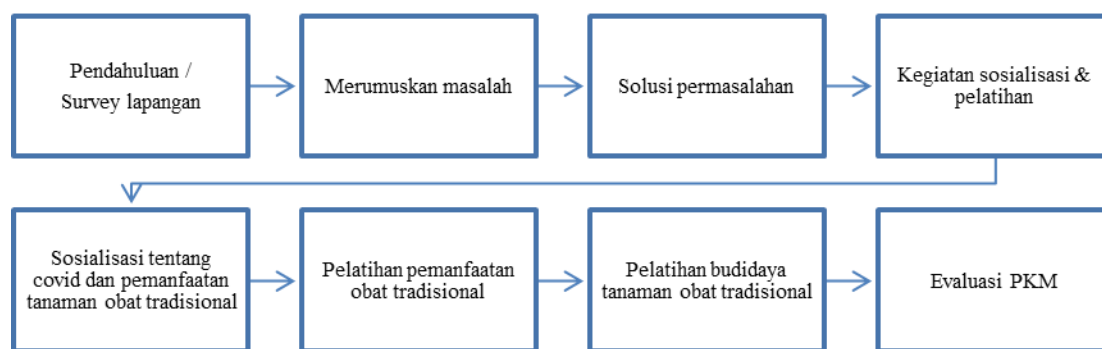 Pendahuluan /
Survey lapangan
Merumuskan masalah
Solusi permasalahan
Kegiatan sosialisasi &
pelatihan
Sosialisasi tentang
covid dan pemanfaatan
tanaman obat tradisional
Pelatihan pemanfaatan
obat tradisional
Pelatihan budidaya
tanaman obat tradisional
Evaluasi PKM